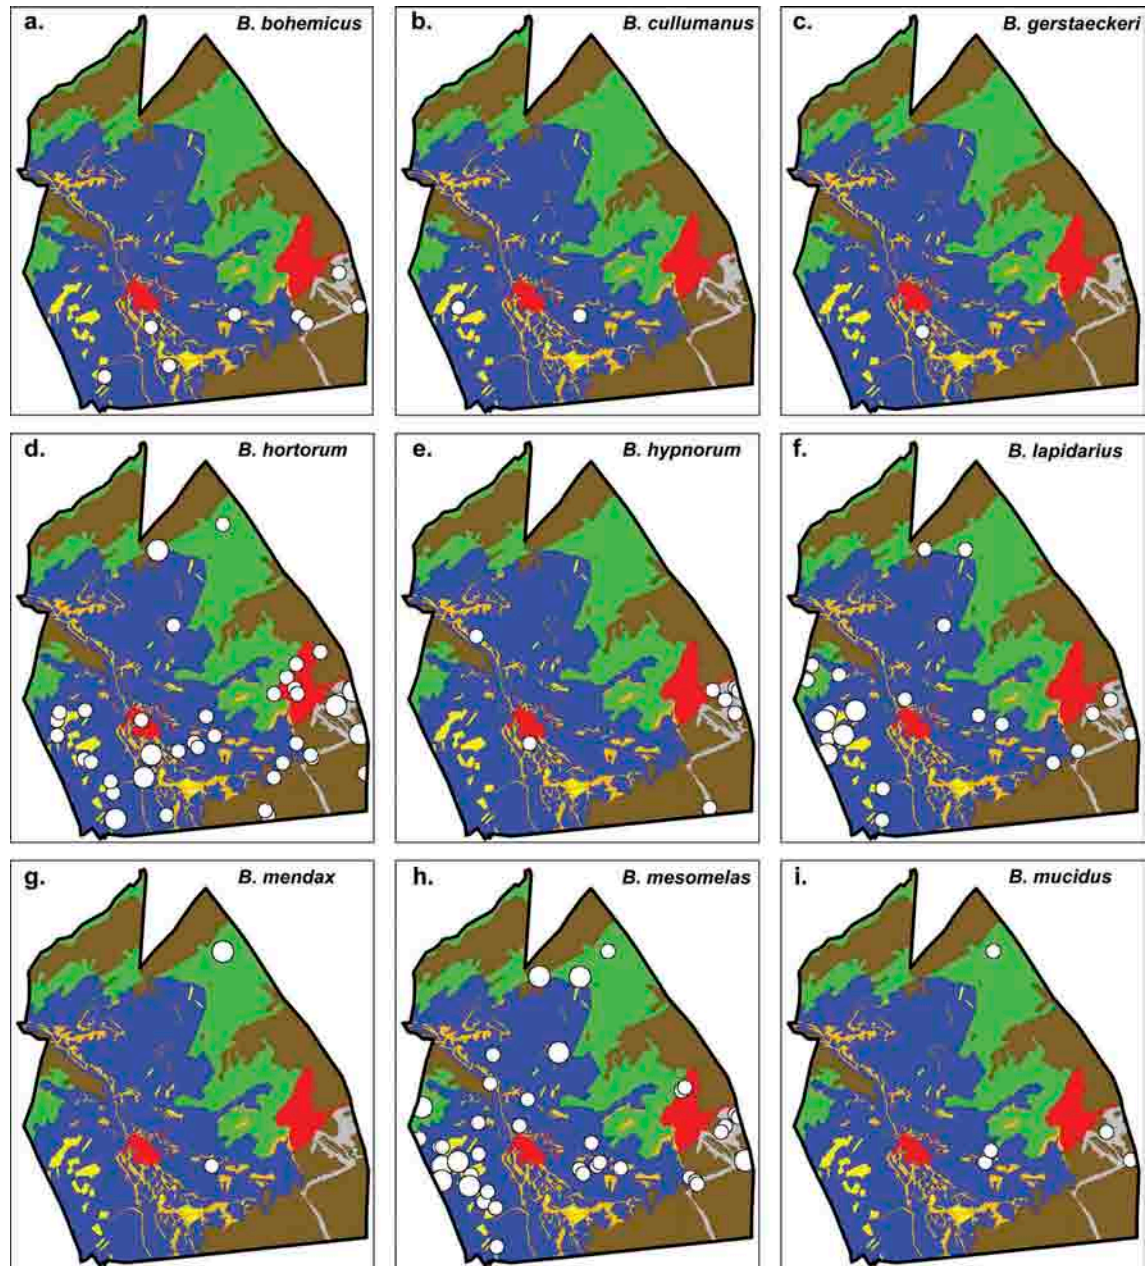 a. B. bohemicus
b. B. cullumanus
c. B. gerstaeckeri
d. B. hortorum
e. B. hypnorum
f. B. lapidarius
g. B. mendax
h. B. mesomelas
i. B. mucidus